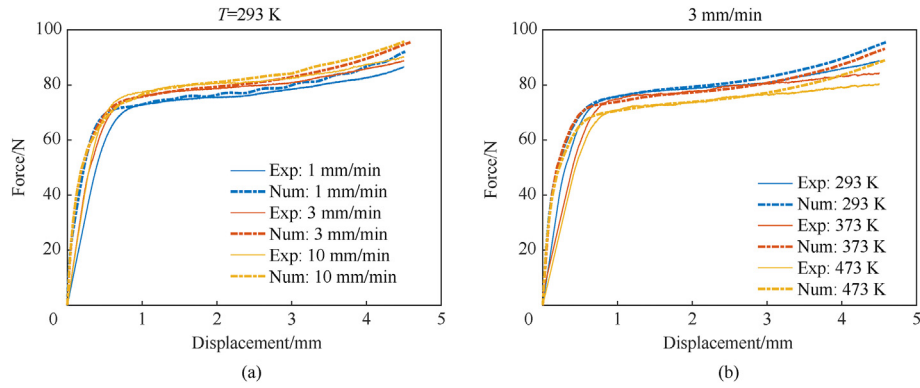 T=293 K
100
80
60
40
20
0
1
2
3
4
5
Force/N
Displacement/mm
Exp: 1 mm/min
Num: 1 mm/min
Exp: 3 mm/min
Num: 3 mm/min
Exp: 10 mm/min
Num: 10 mm/min
(a)
3 mm/min
100
80
60
40
20
0
1
2
3
4
5
Force/N
Displacement/mm
Exp: 293 K
Num: 293 K
Exp: 373 K
Num: 373 K
Exp: 473 K
Num: 473 K
(b)